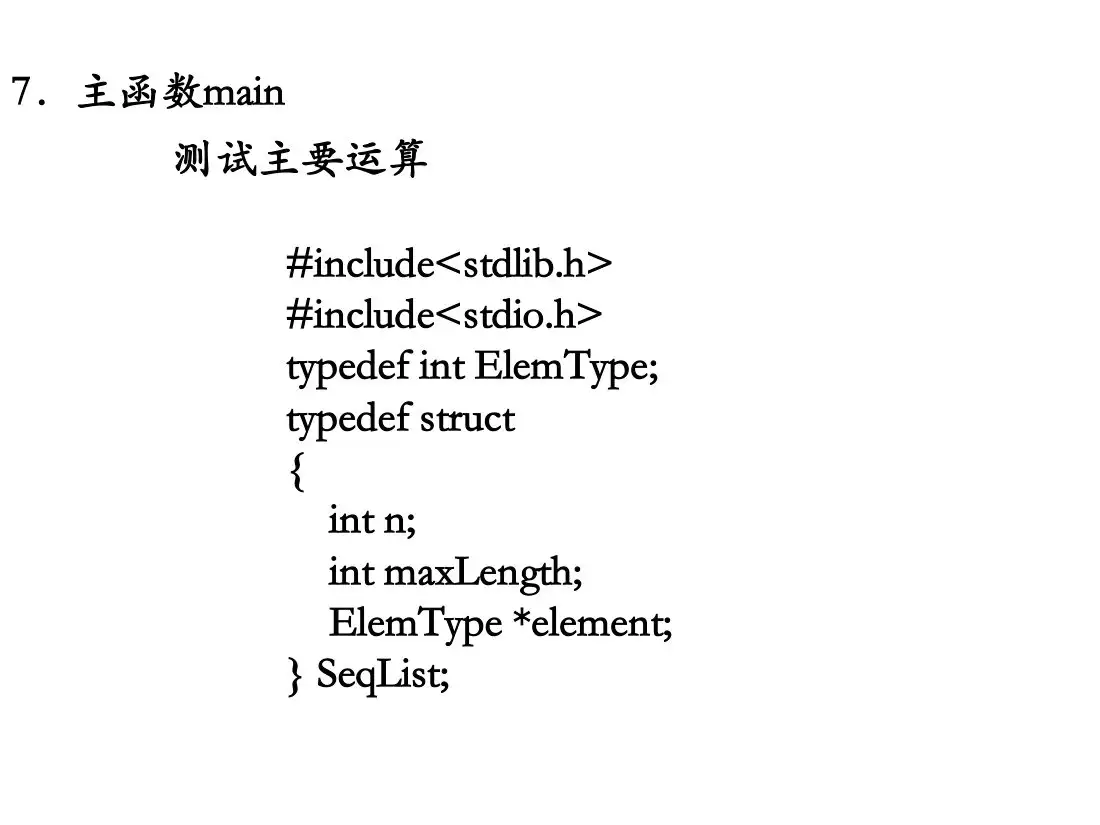 7．主函数main
测试主要运算
#include<stdlib.h>
#include<stdio.h>
typedef int ElemType;
typedef struct
{
int n;
int maxLength;
ElemType *element;
} SeqList;